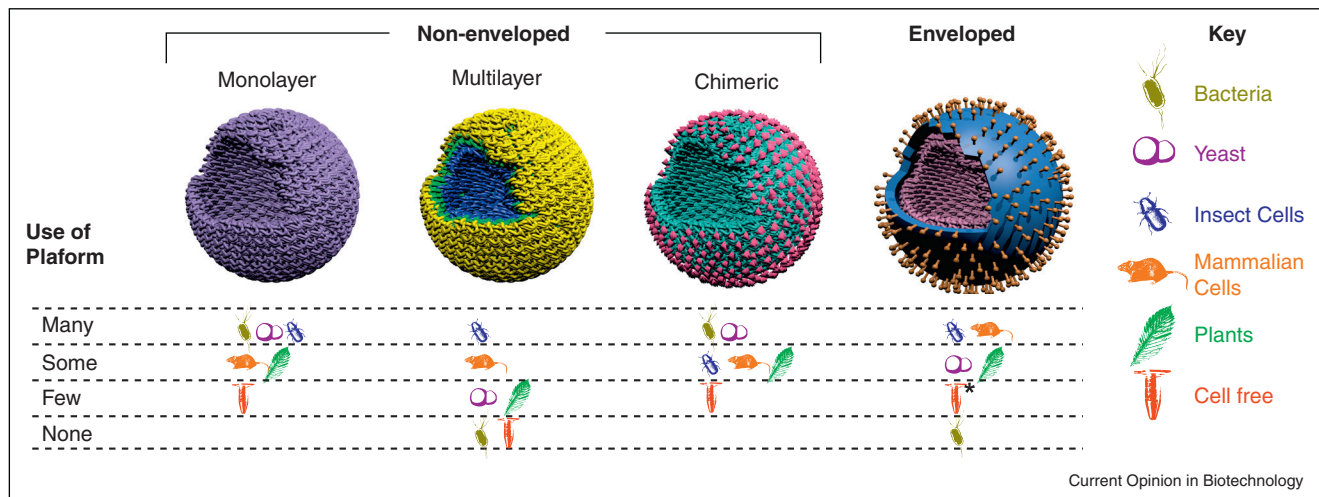 Non-enveloped
Enveloped
Key
Monolayer
Multilayer
Chimeric
Bacteria
Yeast
Insect Cells
Mammalian
Cells
Plants
Cell free
Use of
Plaform
Many
Some
Few
*
None
Current Opinion in Biotechnology